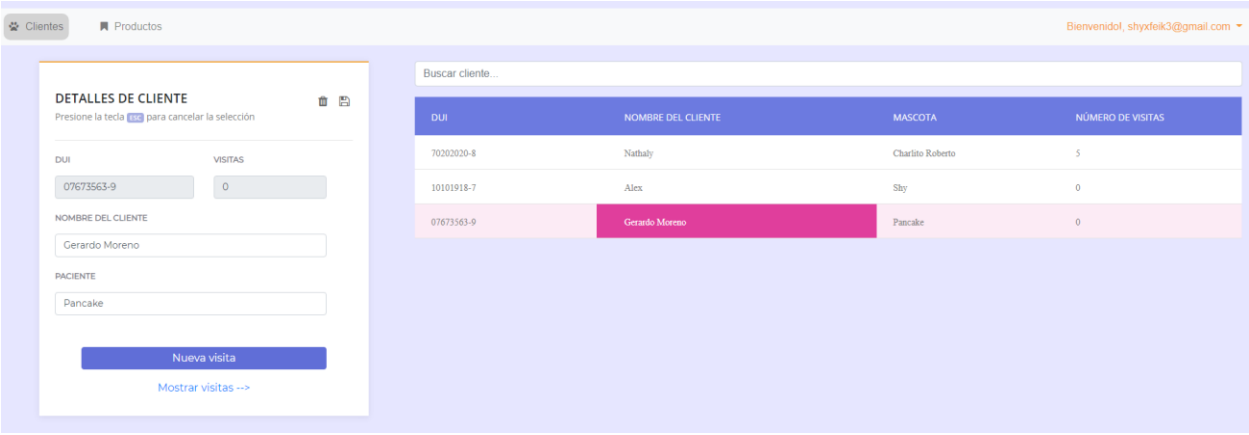 Clientes Productos Bienvenido!, shyxfeik3@gmail.com
DETALLES DE CLIENTE
Presione la tecla ESC para cancelar la selección
DUI VISITAS
07673563-9 0
NOMBRE DEL CLIENTE
Gerardo Moreno
PACIENTE
Pancake
Nueva visita
Mostrar visitas -->
Buscar cliente...
DUI NOMBRE DEL CLIENTE MASCOTA NÚMERO DE VISITAS
70202020-8 Nathaly Charlito Roberto 5
10101918-7 Alex Shy 0
07673563-9 Gerardo Moreno Pancake 0